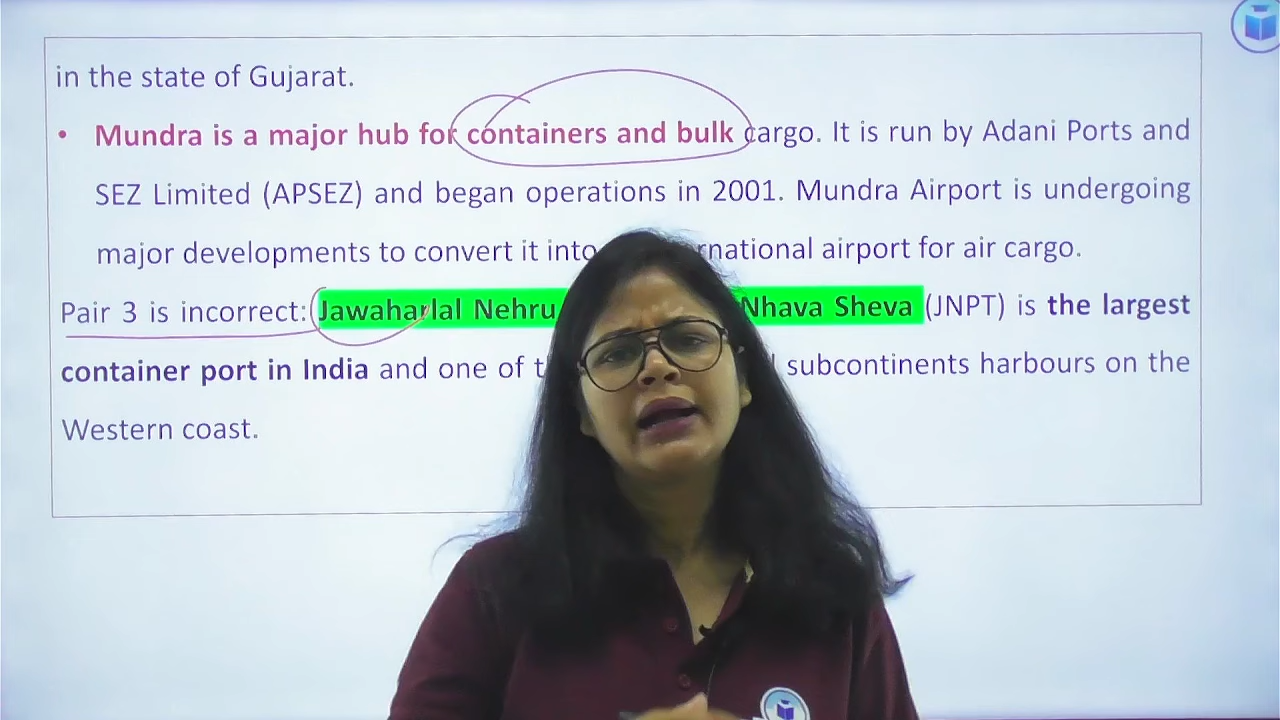 in the state of Gujarat.
• Mundra is a major hub for containers and bulk cargo. It is run by Adani Ports and
SEZ Limited (APSEZ) and began operations in 2001. Mundra Airport is undergoing
major developments to convert it into airport for air cargo.
Pair 3 is incorrect: Jawaharlal Nehru Nhava Sheva (JNPT) is the largest
container port in India and one of subcontinents harbours on the
Western coast.